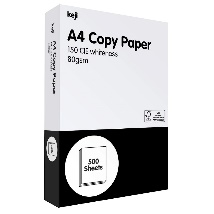 keji
A4 Copy Paper
150 CIE whiteness
80gsm
500
Sheets